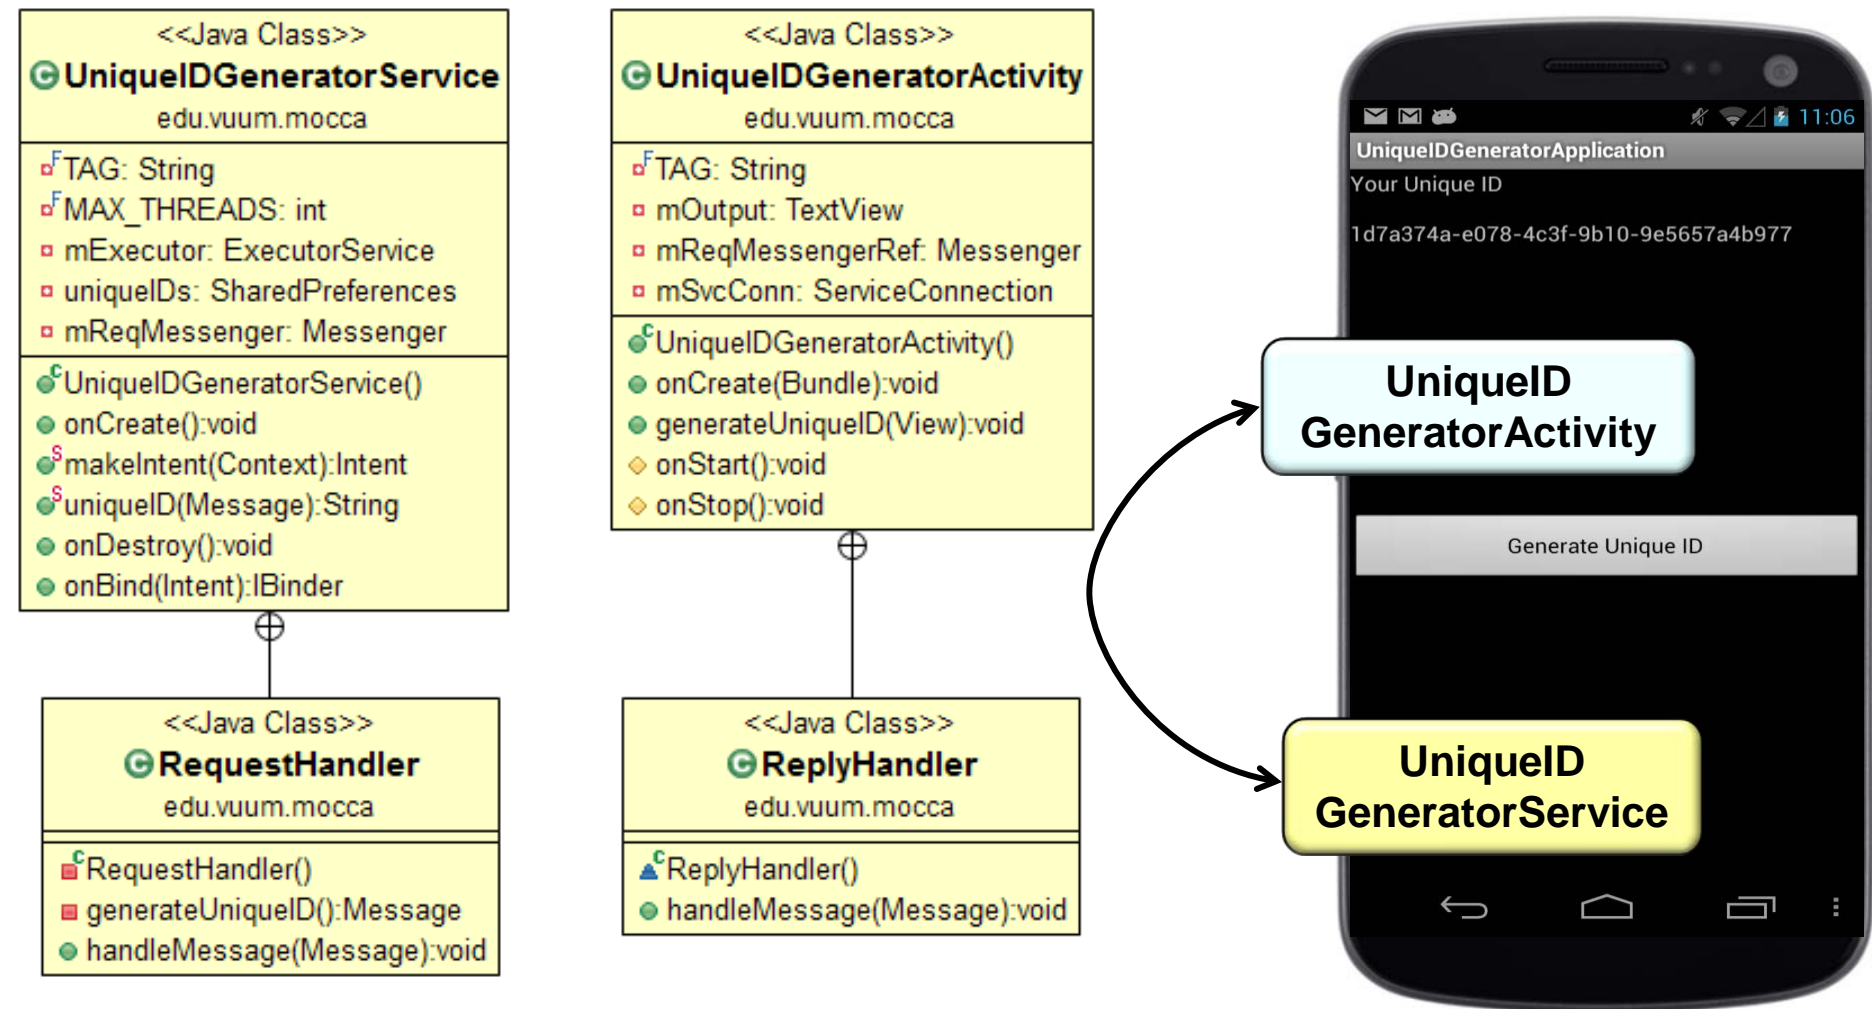 <<Java Class>>
UniqueIDGeneratorService
edu.vuum.mocca
TAG: String
MAX_THREADS: int
mExecutor: ExecutorService
uniqueIDs: SharedPreferences
mReqMessenger: Messenger
UniqueIDGeneratorService()
onCreate():void
makeIntent(Context):Intent
uniqueID(Message):String
onDestroy():void
onBind(Intent):IBinder
<<Java Class>>
RequestHandler
edu.vuum.mocca
RequestHandler()
generateUniqueID():Message
handleMessage(Message):void
<<Java Class>>
UniqueIDGeneratorActivity
edu.vuum.mocca
TAG: String
mOutput: TextView
mReqMessengerRef: Messenger
mSvcConn: ServiceConnection
UniqueIDGeneratorActivity()
onCreate(Bundle):void
generateUniqueID(View):void
onStart():void
onStop():void
<<Java Class>>
ReplyHandler
edu.vuum.mocca
ReplyHandler()
handleMessage(Message):void
11:06
UniqueIDGeneratorApplication
Your Unique ID
1d7a374a-e078-4c3f-9b10-9e5657a4b977
UniqueID
GeneratorActivity
Generate Unique ID
UniqueID
GeneratorService